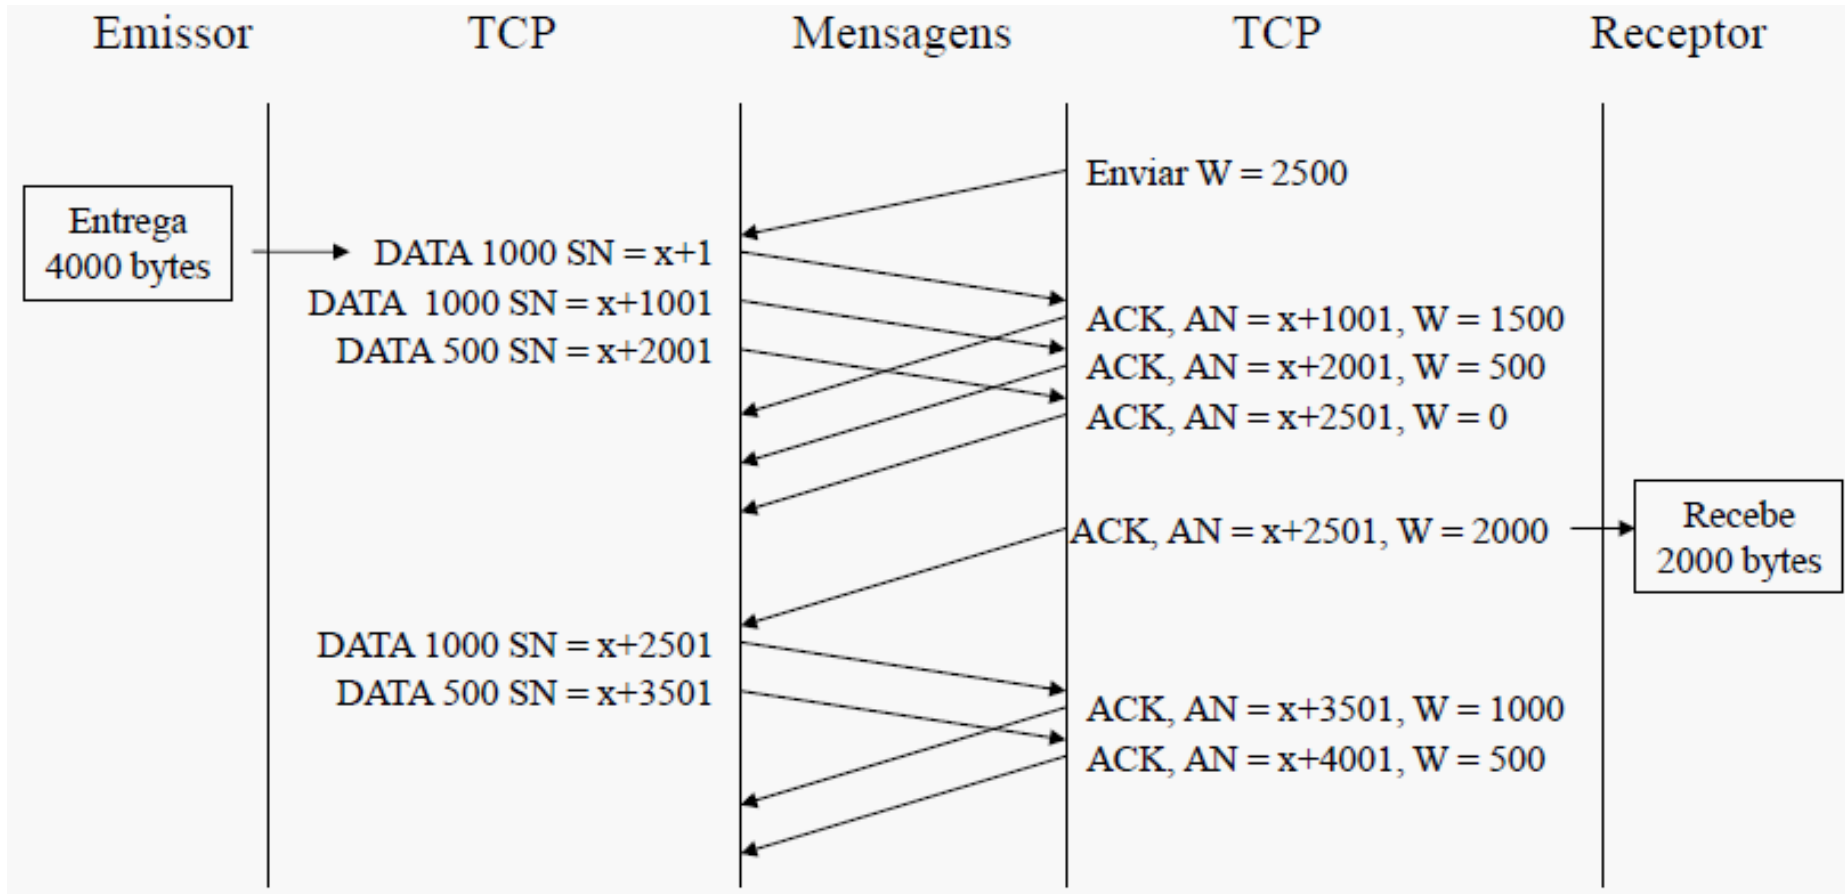 Emissor TCP Mensagens TCP Receptor
Enviar W = 2500
Entrega
4000 bytes
DATA 1000 SN = x+1
DATA 1000 SN = x+1001
DATA 500 SN = x+2001
ACK, AN = x+1001, W = 1500
ACK, AN = x+2001, W = 500
ACK, AN = x+2501, W = 0
ACK, AN = x+2501, W = 2000
Recebe
2000 bytes
DATA 1000 SN = x+2501
DATA 500 SN = x+3501
ACK, AN = x+3501, W = 1000
ACK, AN = x+4001, W = 500